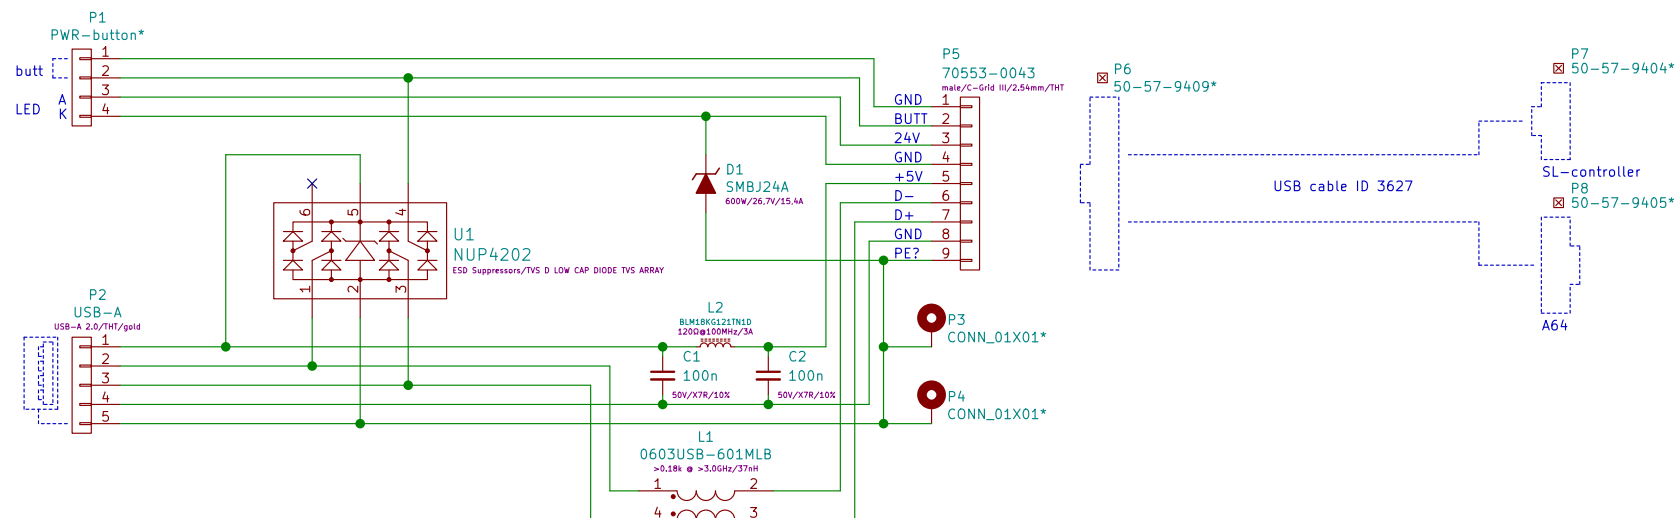 P1
PWR-button*
1
2
3
4
butt
LED
A
K
P5
70553-0043
male/C-Grid III/2.54mm/THT
GND 1
BUTT 2
24V 3
GND 4
+5V 5
D- 6
D+ 7
GND 8
PE? 9
P6
50-57-9409*
P7
50-57-9404*
SL-controller
USB cable ID 3627
P8
50-57-9405*
A64
D1
SMBJ24A
600W/26,7V/15,4A
6
5
4
1
2
3
U1
NUP4202
ESD Suppressors/TVS D LOW CAP DIODE TVS ARRAY
P2
USB-A
USB-A 2.0/THT/gold
1
2
3
4
5
L2
BLM18KG121TN1D
120Ω@100MHz/3A
C1
100n
50V/X7R/10%
C2
100n
50V/X7R/10%
P3
CONN_01X01*
P4
CONN_01X01*
L1
0603USB-601MLB
>0.18k @ >3.0GHz/37nH
1
2
4
3